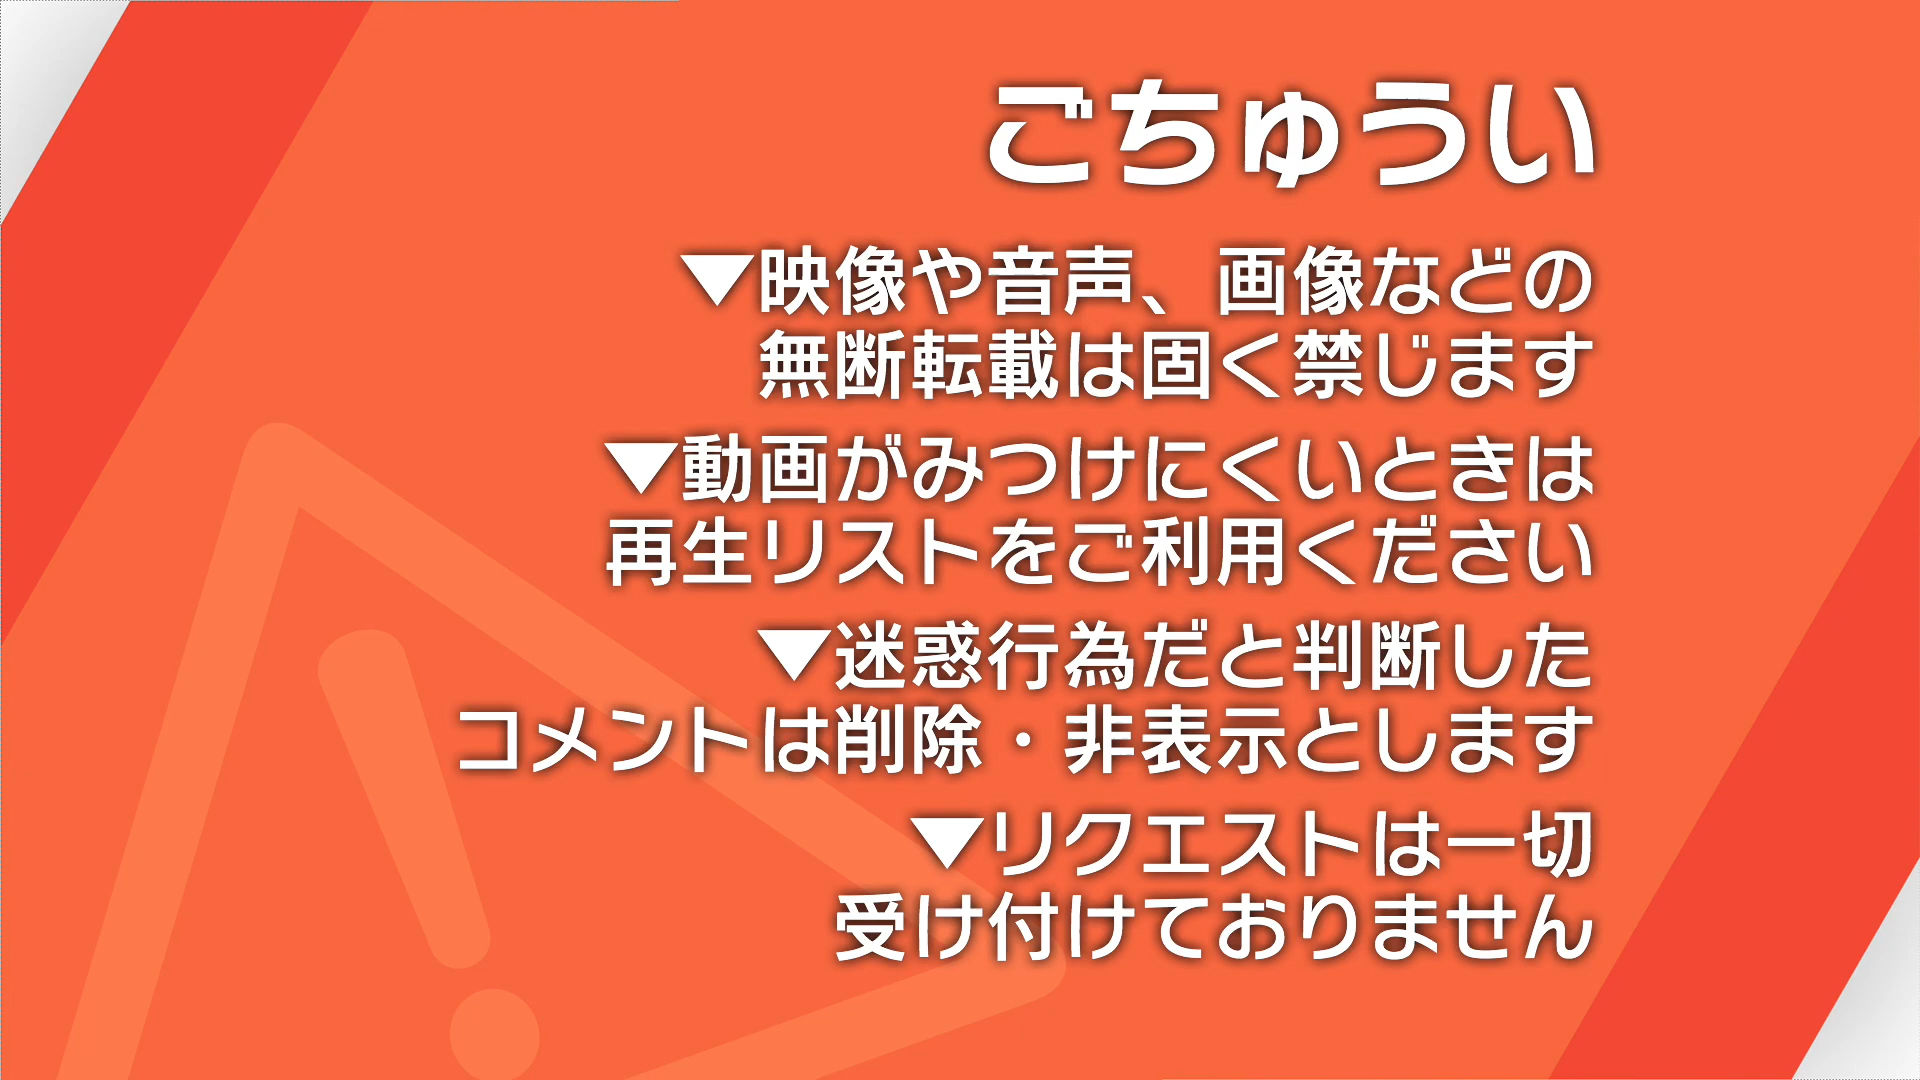 ごちゅうい
▼映像や音声、画像などの
無断転載は固く禁じます
▼動画がみつけにくいときは
再生リストをご利用ください
▼迷惑行為だと判断した
コメントは削除・非表示とします
▼リクエストは一切
受け付けておりません